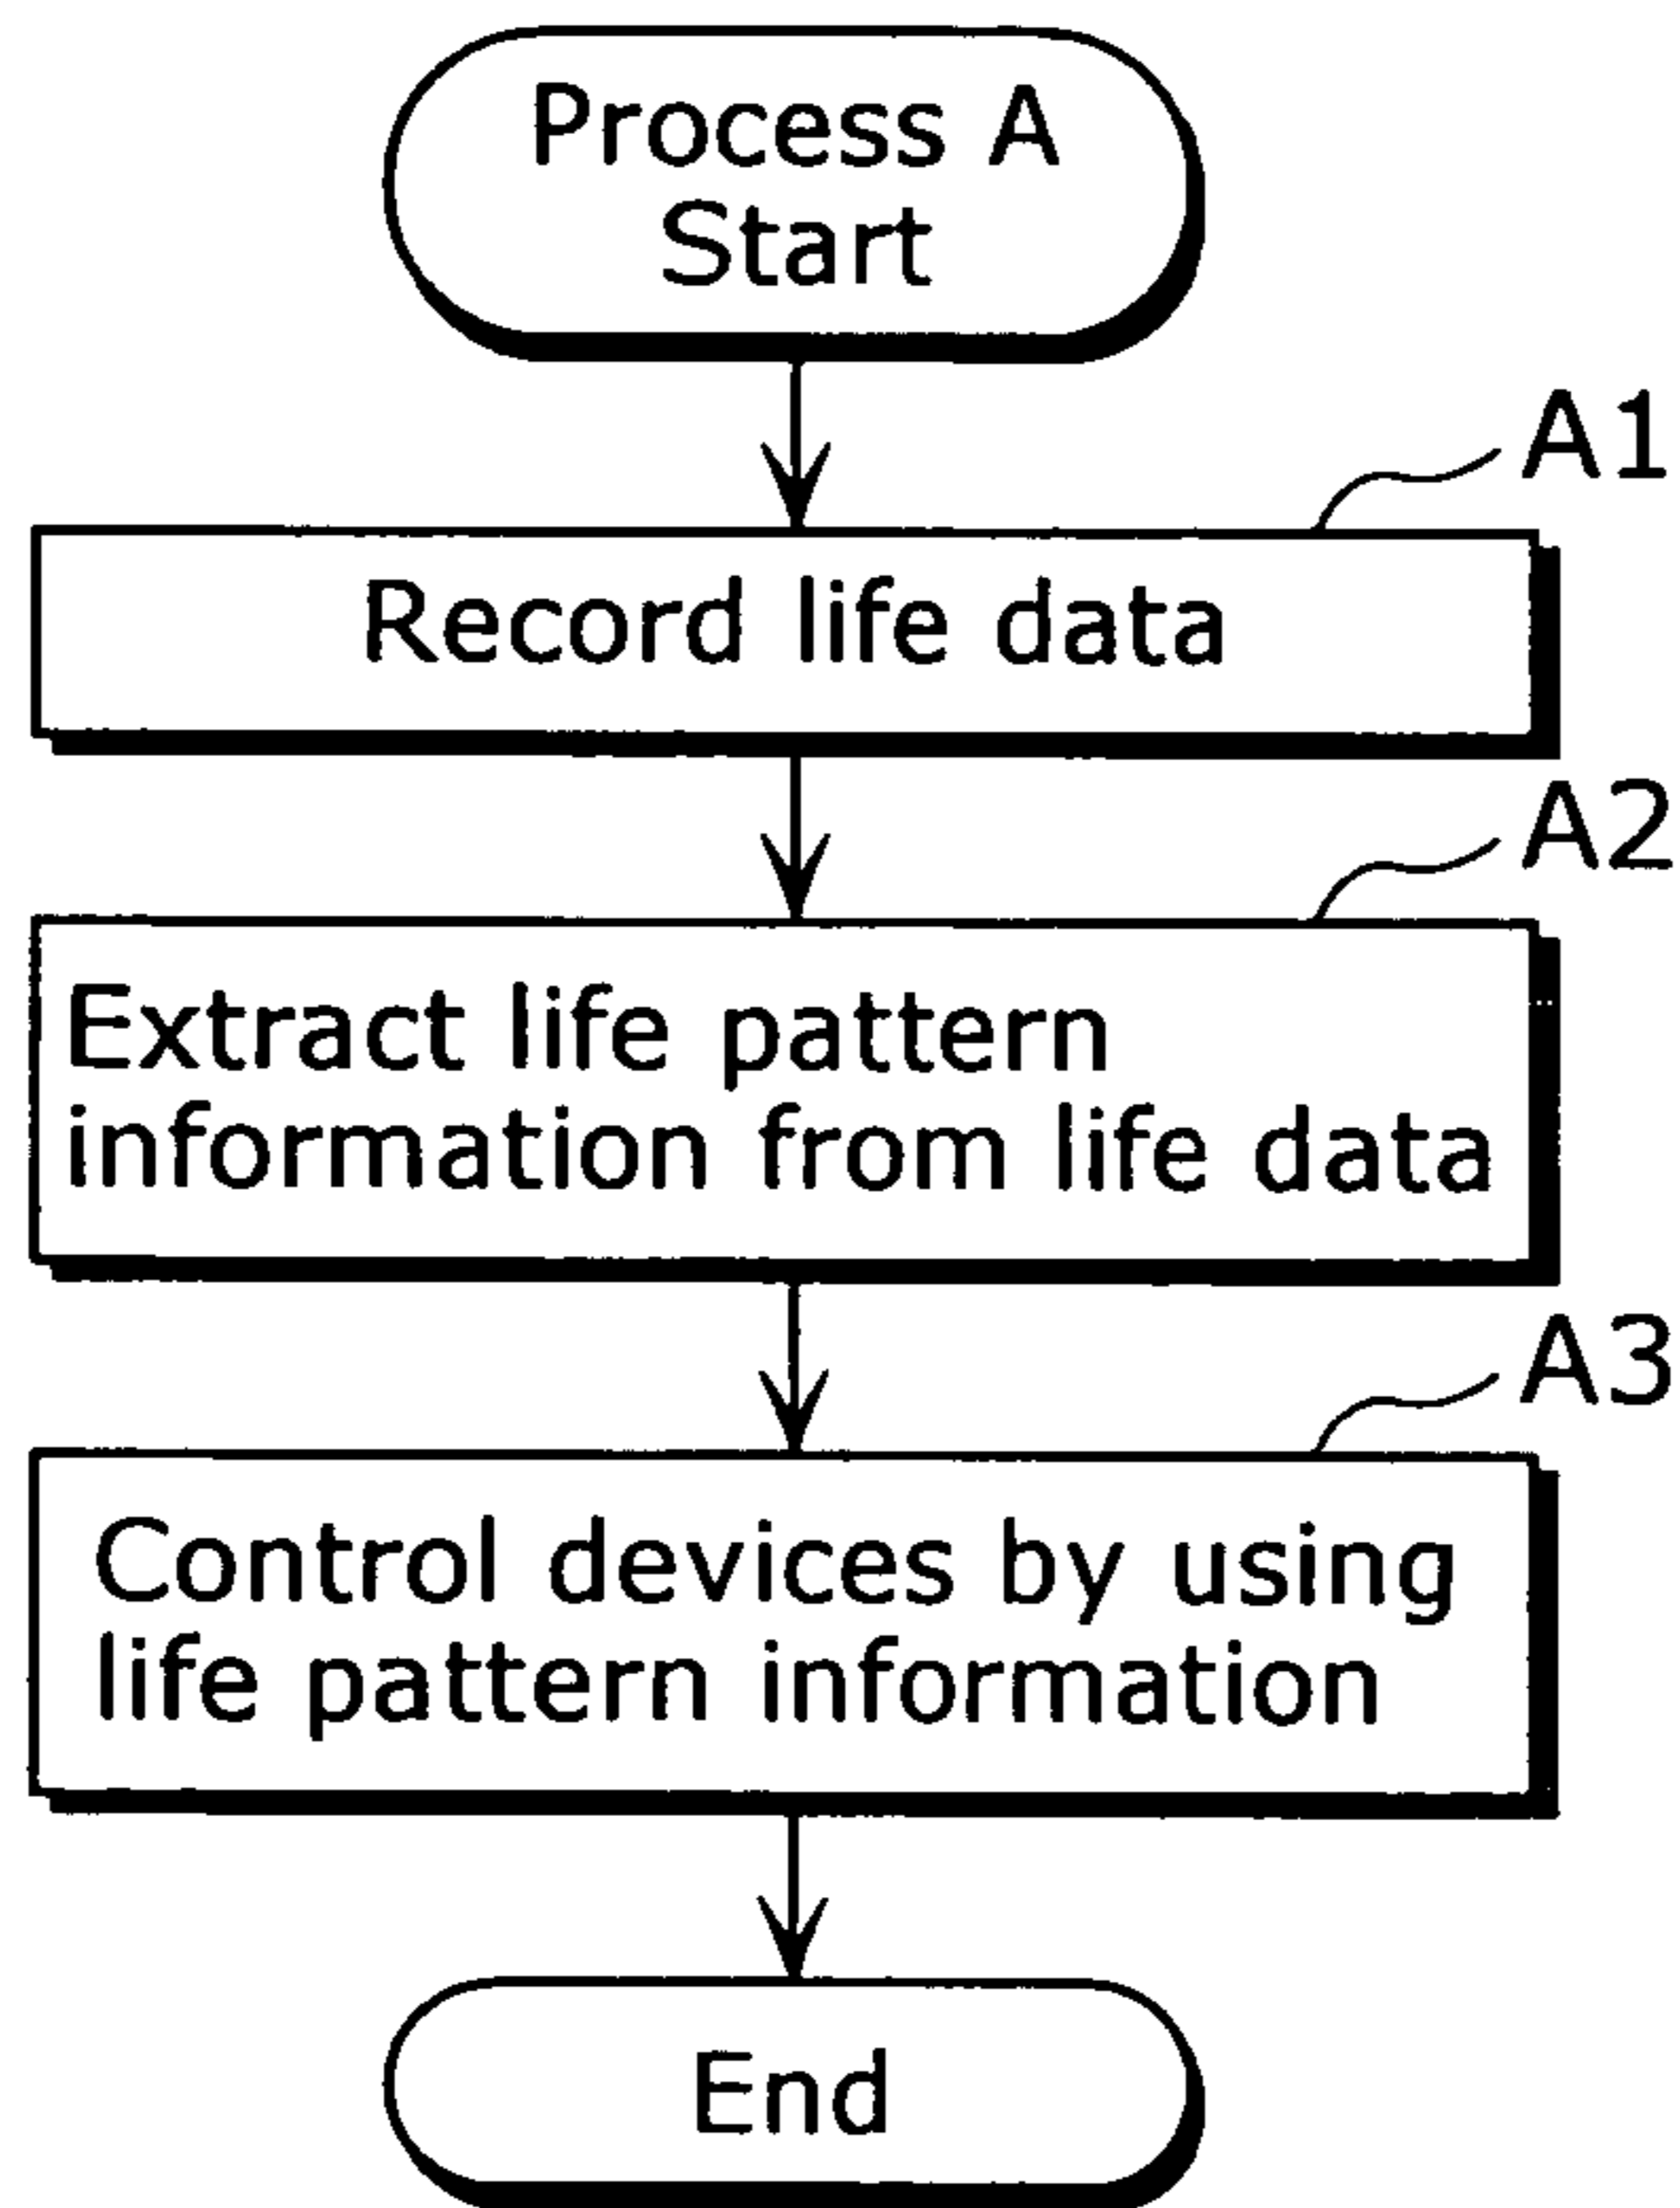 Process A
Start
A1
Record life data
A2
Extract life pattern
information from life data
A3
Control devices by using
life pattern information
End